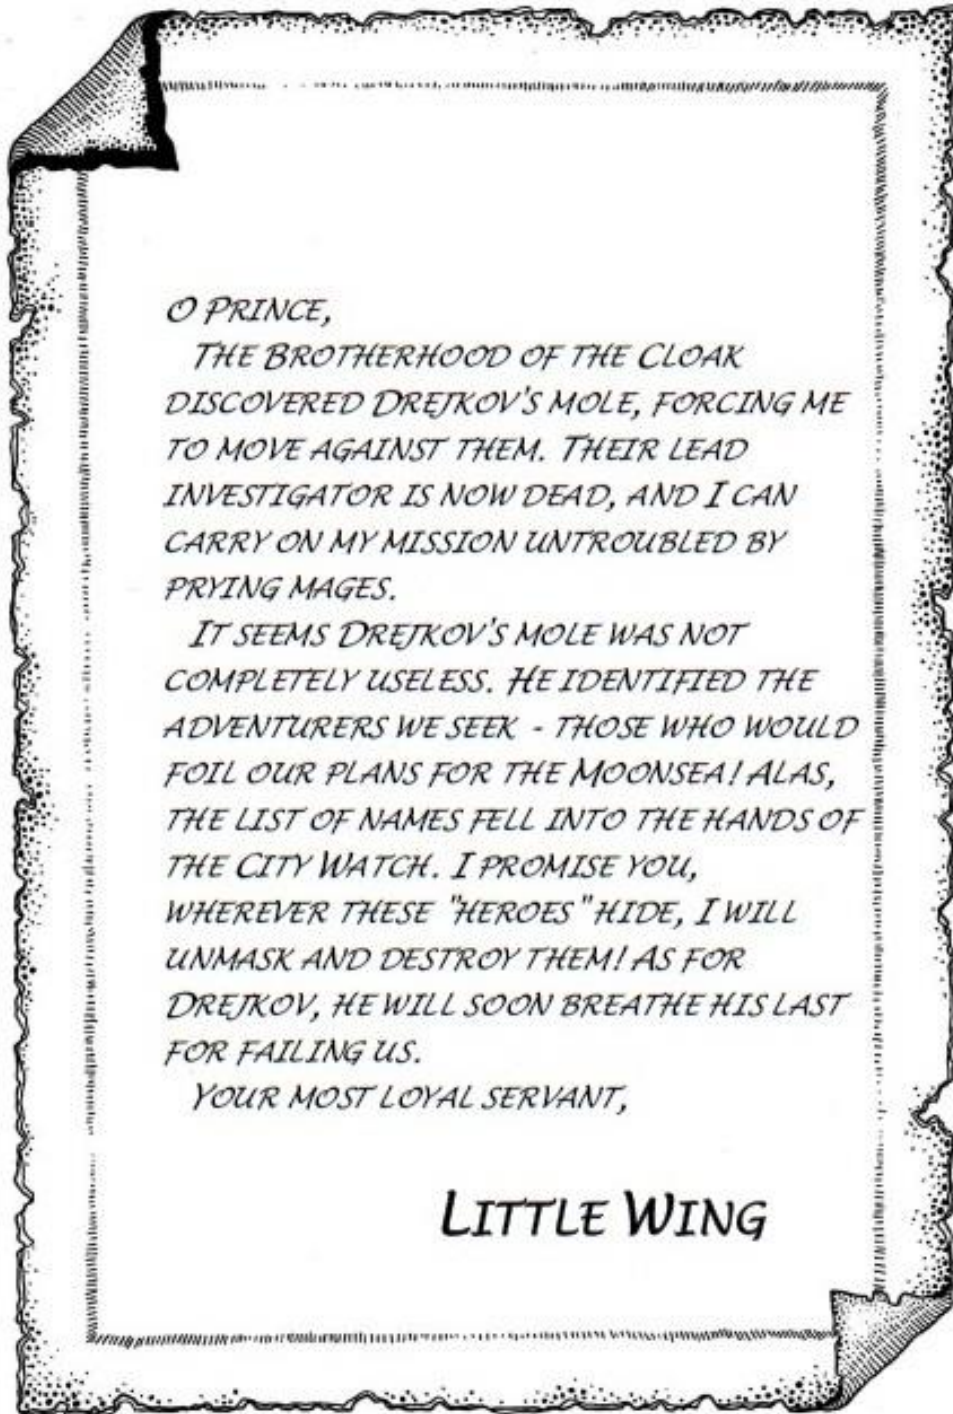 O PRINCE,
THE BROTHERHOOD OF THE CLOAK
DISCOVERED DREJKOV'S MOLE, FORCING ME
TO MOVE AGAINST THEM. THEIR LEAD
INVESTIGATOR IS NOW DEAD, AND I CAN
CARRY ON MY MISSION UNTROUBLED BY
PRYING MAGES.
IT SEEMS DREJKOV'S MOLE WAS NOT
COMPLETELY USELESS. HE IDENTIFIED THE
ADVENTURERS WE SEEK - THOSE WHO WOULD
FOIL OUR PLANS FOR THE MOONSEA! ALAS,
THE LIST OF NAMES FELL INTO THE HANDS OF
THE CITY WATCH. I PROMISE YOU,
WHEREVER THESE "HEROES" HIDE, I WILL
UNMASK AND DESTROY THEM! AS FOR
DREJKOV, HE WILL SOON BREATHE HIS LAST
FOR FAILING US.
YOUR MOST LOYAL SERVANT,
LITTLE WING